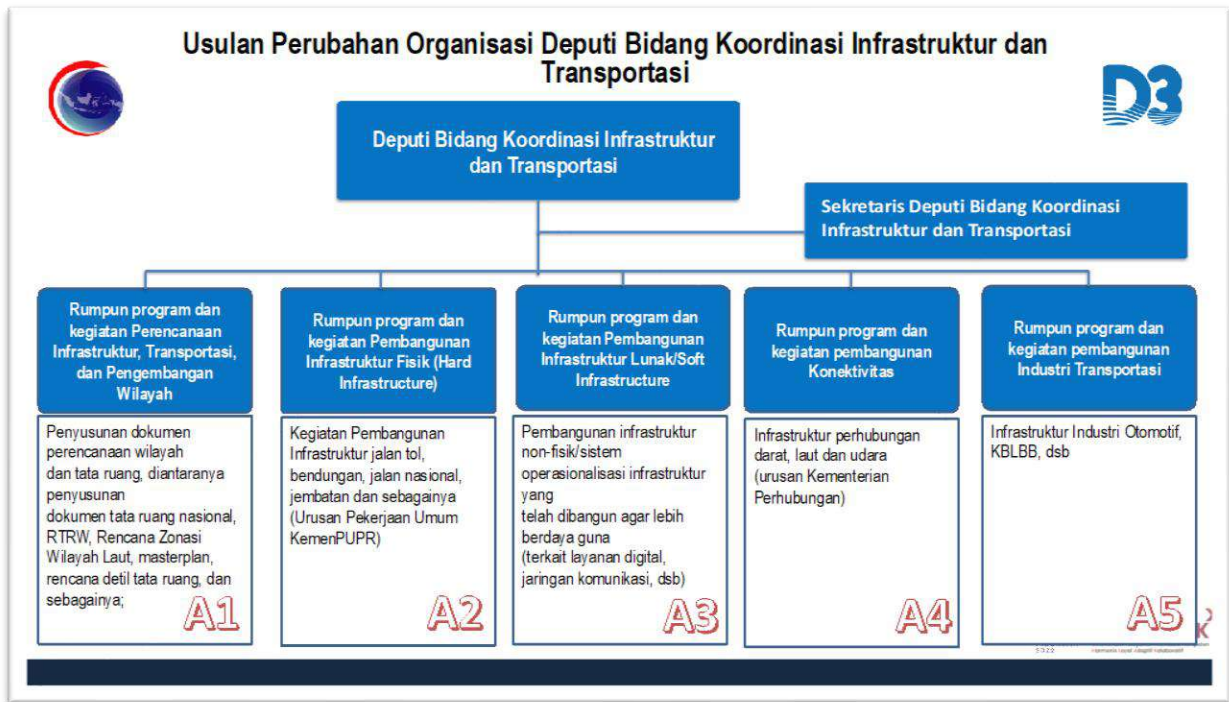 Usulan Perubahan Organisasi Deputi Bidang Koordinasi Infrastruktur dan
Transportasi
D3
Deputi Bidang Koordinasi Infrastruktur
dan Transportasi
Sekretaris Deputi Bidang Koordinasi
Infrastruktur dan Transportasi
Rumpun program dan
kegiatan Perencanaan
Infrastruktur, Transportasi,
dan Pengembangan
Wilayah
Rumpun program dan
kegiatan Pembangunan
Infrastruktur Fisik (Hard
Infrastructure)
Rumpun program dan
kegiatan Pembangunan
Infrastruktur Lunak/Soft
Infrastructure
Rumpun program dan
kegiatan pembangunan
Konektivitas
Rumpun program dan
kegiatan pembangunan
Industri Transportasi
Penyusunan dokumen
perencanaan wilayah
dan tata ruang, diantaranya
penyusunan
dokumen tata ruang nasional,
RTRW, Rencana Zonasi
Wilayah Laut, masterplan,
rencana detil tata ruang, dan
sebagainya;
A1
Kegiatan Pembangunan
Infrastruktur jalan tol,
bendungan, jalan nasional,
jembatan dan sebagainya
(Urusan Pekerjaan Umum
KemenPUPR)
A2
Pembangunan infrastruktur
non-fisik/sistem
operasionalisasi infrastruktur
yang
telah dibangun agar lebih
berdaya guna
(terkait layanan digital,
jaringan komunikasi, dsb)
A3
Infrastruktur perhubungan
darat, laut dan udara
(urusan Kementerian
Perhubungan)
A4
Infrastruktur Industri Otomotif,
KBLBB, dsb
A5